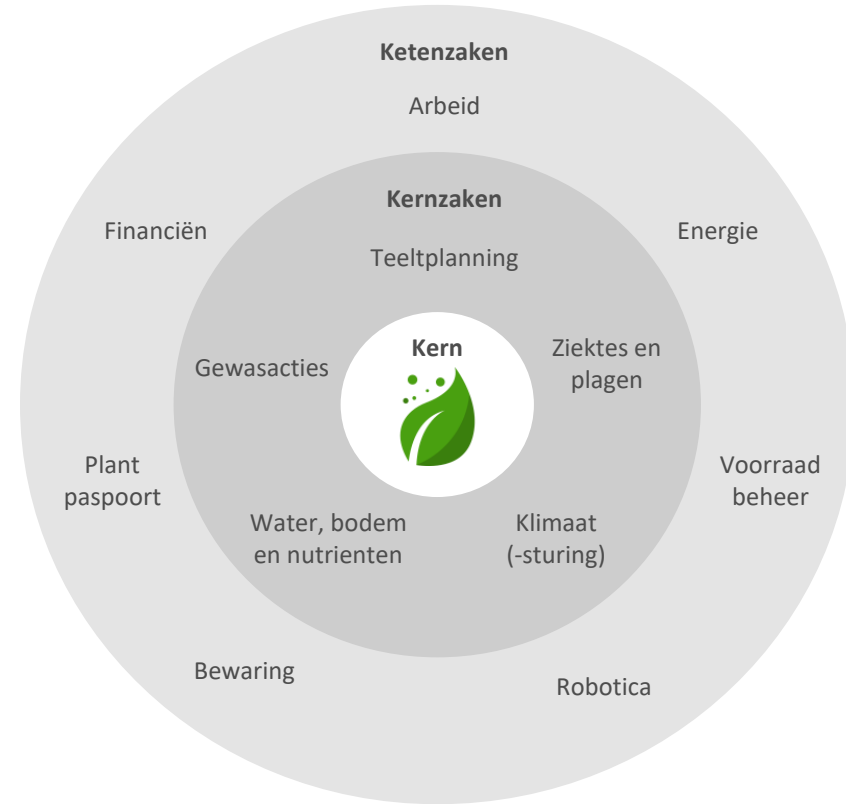 Ketenzaken
Arbeid
Financiën
Energie
Plant
paspoort
Voorraad
beheer
Bewaring
Robotica
Kernzaken
Teeltplanning
Gewasacties
Ziektes en
plagen
Water, bodem
en nutrienten
Klimaat
(-sturing)
Kern